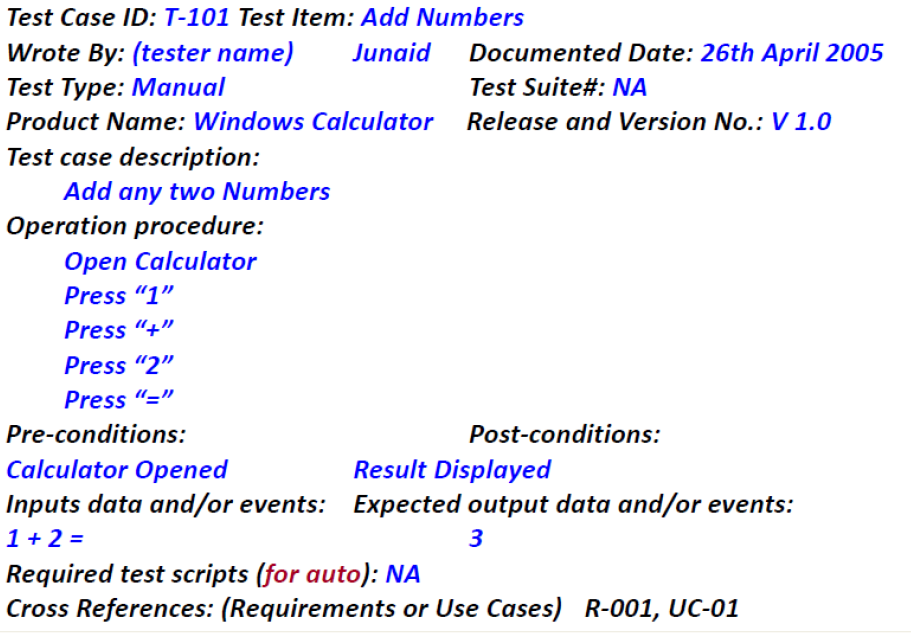 Test Case ID: T-101 Test Item: Add Numbers
Wrote By: (tester name) Junaid Documented Date: 26th April 2005
Test Type: Manual Test Suite#: NA
Product Name: Windows Calculator Release and Version No.: V 1.0
Test case description:
Add any two Numbers
Operation procedure:
Open Calculator
Press “1”
Press “+”
Press “2”
Press “=”
Pre-conditions: Post-conditions:
Calculator Opened Result Displayed
Inputs data and/or events: Expected output data and/or events:
1 + 2 = 3
Required test scripts (for auto): NA
Cross References: (Requirements or Use Cases) R-001, UC-01